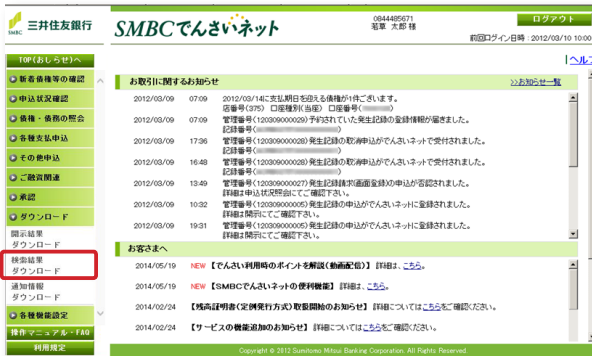 三井住友銀行
SMBC
SMBCでんさいネット
0844485671
若草 太郎 様
ログアウト
前回ログイン日時：2012/03/10 10:00
TOP(おしらせ)へ
新着債権等の確認
申込状況確認
債権・債務の照会
各種支払申込
その他申込
ご融資関連
承認
ダウンロード
開示結果
ダウンロード
検索結果
ダウンロード
通知情報
ダウンロード
各種機能設定
操作マニュアル・FAQ
利用規定
ヘルプ
お取引に関するお知らせ
>>お知らせ一覧
2012/03/09 07:09 2012/03/14に支払期日を迎える債権が1件ございます。
店番号(375) 口座種別(当座) 口座番号( )
2012/03/09 07:09 管理番号(120309000029)予約されていた発生記録の登録情報が届きました。
記録番号( )
2012/03/09 17:36 管理番号(120309000028)発生記録の取消申込がでんさいネットで受付されました。
記録番号( )
2012/03/09 16:48 管理番号(120309000028)発生記録の取消申込がでんさいネットで受付されました。
記録番号( )
2012/03/09 13:49 管理番号(120309000027)発生記録請求(画面登録)の申込が否認されました。
詳細は申込状況照会にてご確認下さい。
2012/03/09 10:32 管理番号(120309000005)発生記録の申込がでんさいネットに登録されました。
詳細は開示にてご確認下さい。
2012/03/09 19:31 管理番号(120309000005)発生記録の申込がでんさいネットに登録されました。
詳細は開示にてご確認下さい。
お客さまへ
2014/05/19 NEW 【でんさい利用時のポイントを解説(動画配信)】 詳細は、こちら。
2014/05/19 NEW 【SMBCでんさいネットの便利機能】 詳細は、こちら。
2014/02/24 【残高証明書(定例発行方式)取扱開始のお知らせ】 詳細についてはこちらをご確認ください。
2014/02/24 【サービスの機能追加のお知らせ】 詳細についてはこちらをご確認ください。
Copyright © 2012 Sumitomo Mitsui Banking Corporation. All Rights Reserved.